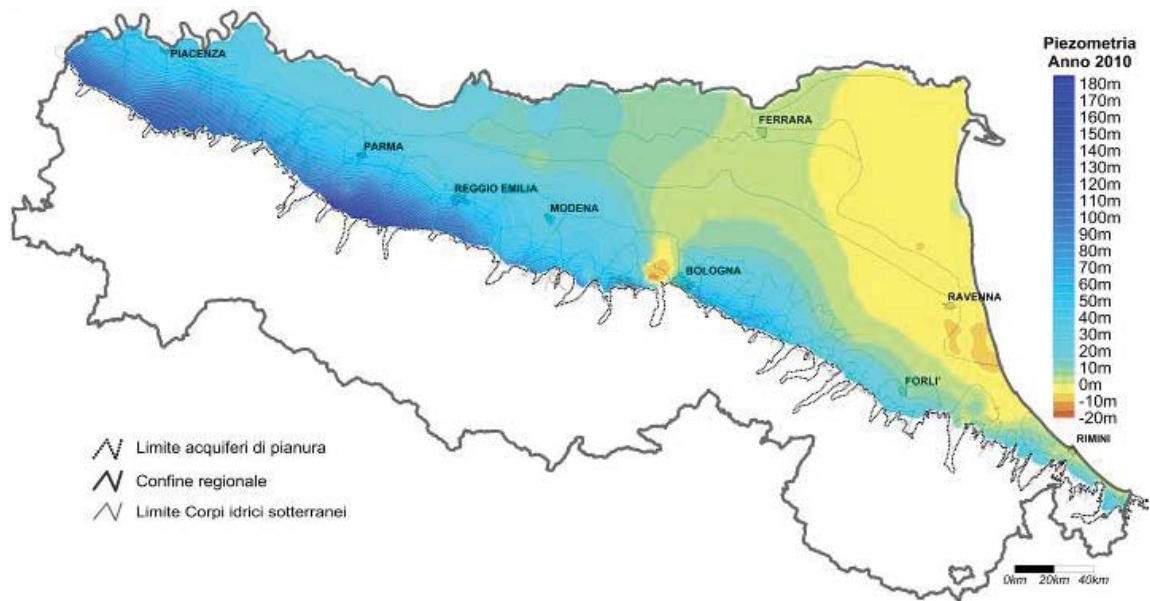 PIACENZA
PARMA
REGGIO EMILIA
MODENA
BOLOGNA
FERRARA
RAVENNA
FORLI'
RIMINI
Piezometria
Anno 2010
180m
170m
160m
150m
140m
130m
120m
110m
100m
90m
80m
70m
60m
50m
40m
30m
20m
10m
0m
-10m
-20m
Limite acquiferi di pianura
Confine regionale
Limite Corpi idrici sotterranei
0km 20km 40km